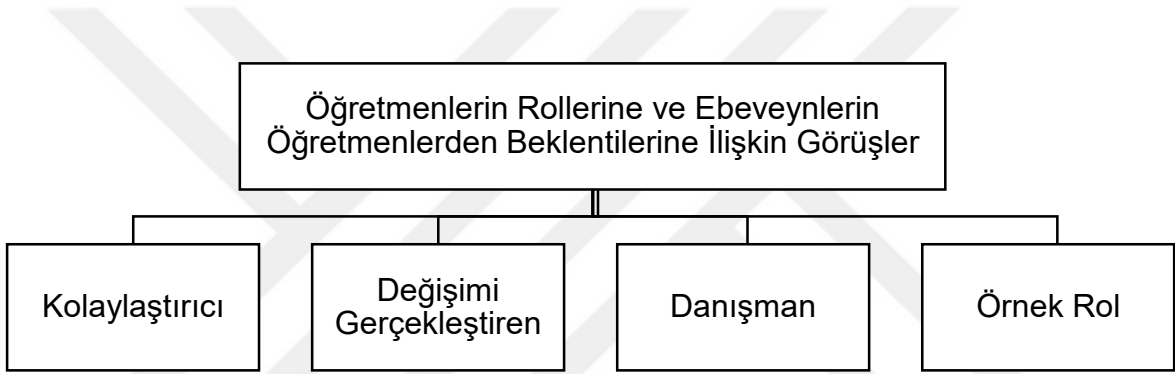 Öğretmenlerin Rollerine ve Ebeveynlerin
Öğretmenlerden Beklentilerine İlişkin Görüşler
Kolaylaştırıcı
Değişimi
Gerçekleştiren
Danışman
Örnek Rol